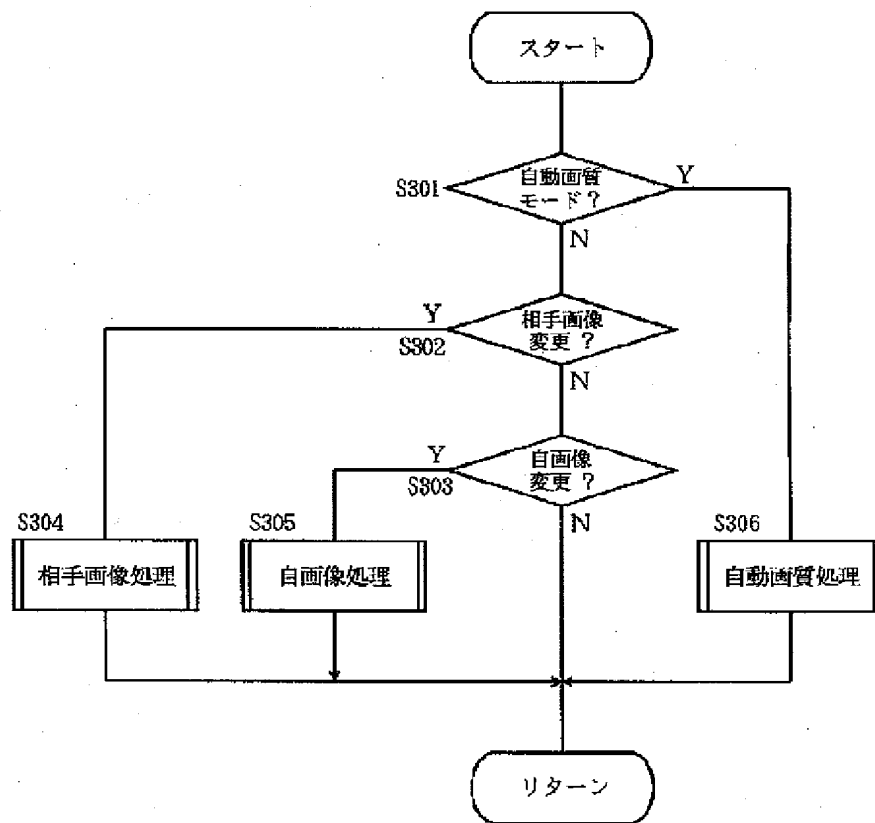 スタート
S301
自動画質
モード?
Y
N
Y
S302
相手画像
変更 ?
N
Y
S303
自画像
変更 ?
N
S304
相手画像処理
S305
自画像処理
S306
自動画質処理
リターン